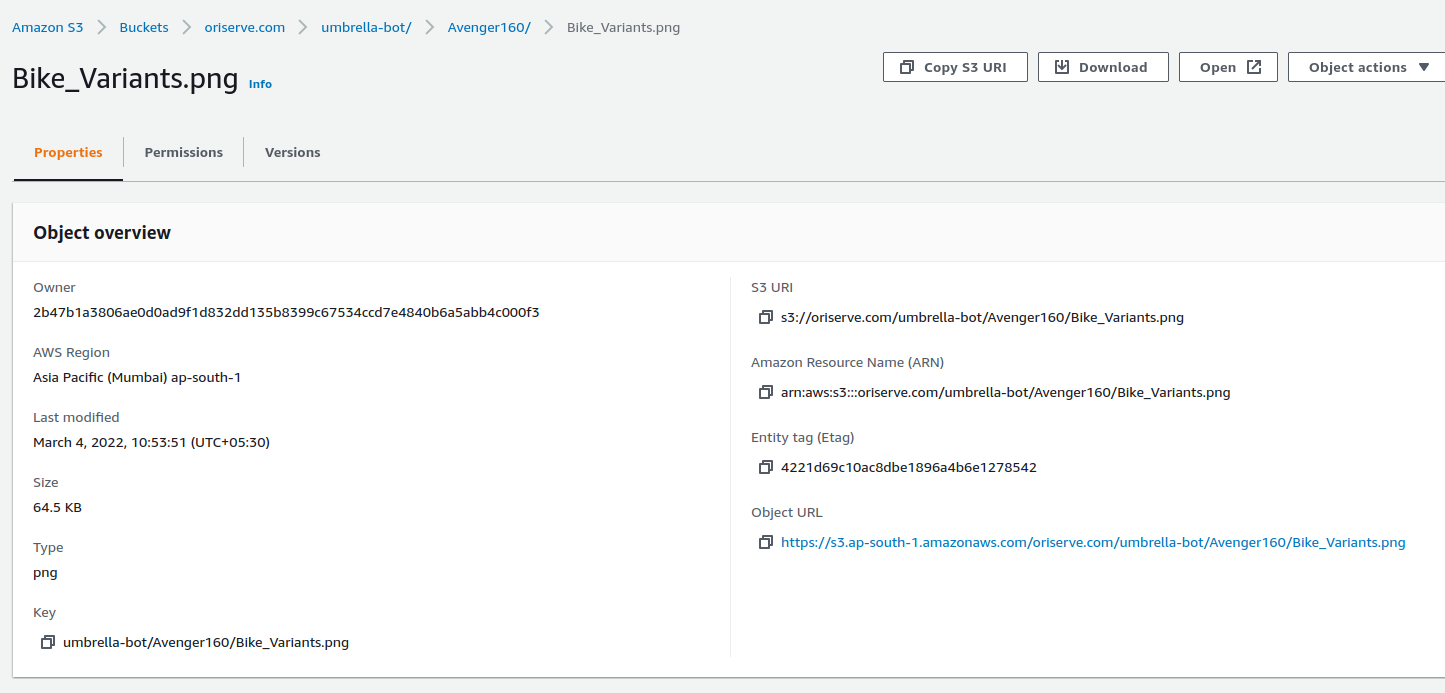 Amazon S3 > Buckets > oriserve.com > umbrella-bot/ > Avenger160/ > Bike_Variants.png
Bike_Variants.png Info
Copy S3 URI Download Open Object actions
Properties Permissions Versions
Object overview
Owner
2b47b1a3806ae0d0ad9f1d832dd135b8399c67534ccd7e4840b6a5abb4c000f3
AWS Region
Asia Pacific (Mumbai) ap-south-1
Last modified
March 4, 2022, 10:53:51 (UTC+05:30)
Size
64.5 KB
Type
png
Key
umbrella-bot/Avenger160/Bike_Variants.png
S3 URI
s3://oriserve.com/umbrella-bot/Avenger160/Bike_Variants.png
Amazon Resource Name (ARN)
arn:aws:s3:::oriserve.com/umbrella-bot/Avenger160/Bike_Variants.png
Entity tag (Etag)
4221d69c10ac8dbe1896a4b6e1278542
Object URL
https://s3.ap-south-1.amazonaws.com/oriserve.com/umbrella-bot/Avenger160/Bike_Variants.png